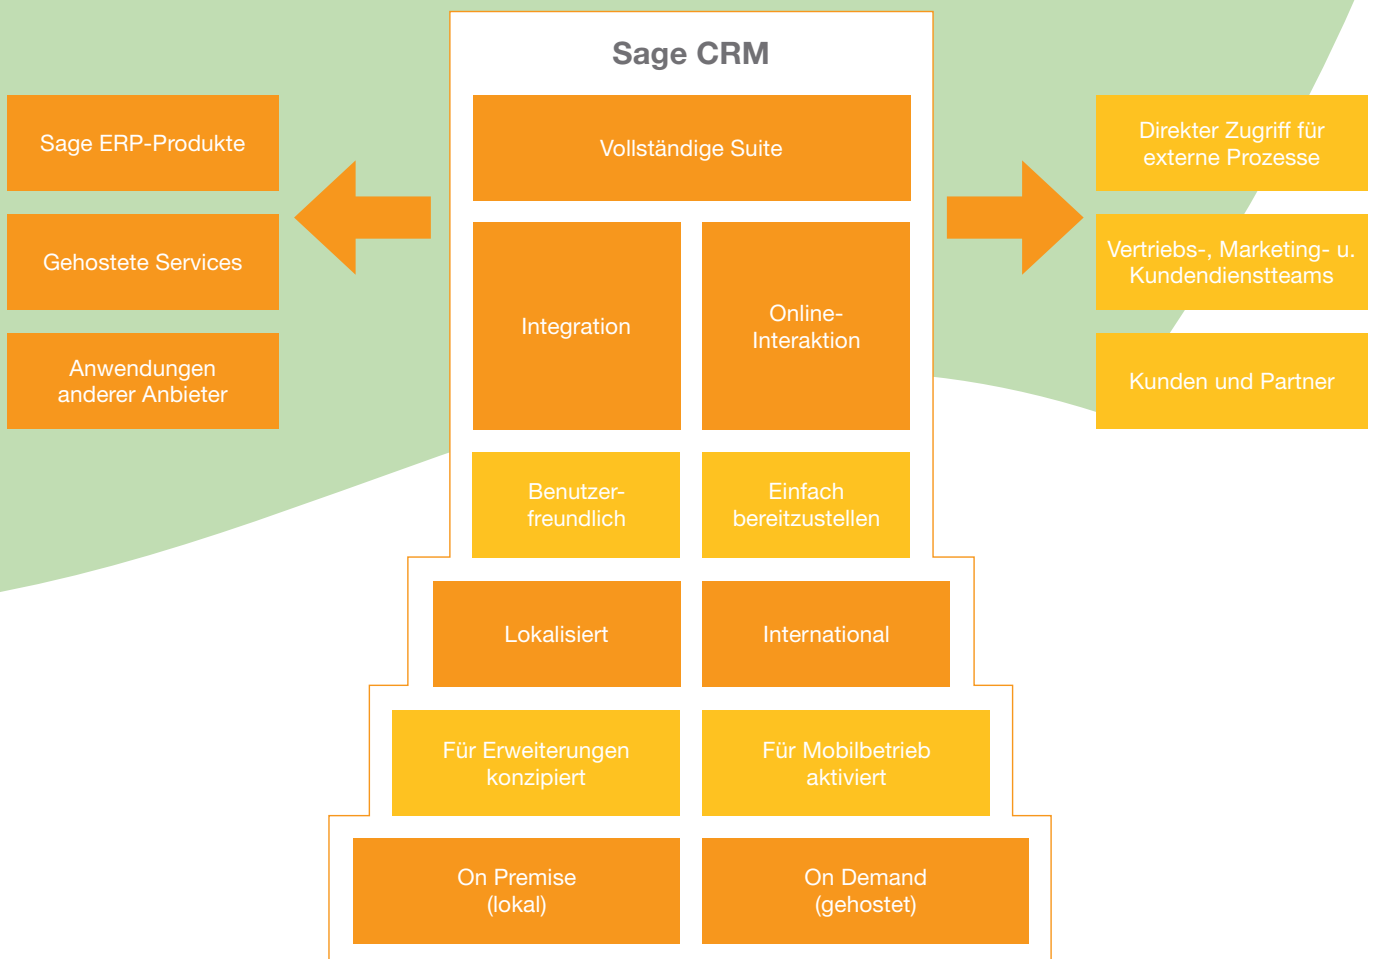 Sage CRM
Sage ERP-Produkte
Gehostete Services
Anwendungen
anderer Anbieter
Vollständige Suite
Integration
Online-
Interaktion
Benutzer-
freundlich
Einfach
bereitzustellen
Lokalisiert
International
Für Erweiterungen
konzipiert
Für Mobilbetrieb
aktiviert
On Premise
(lokal)
On Demand
(gehostet)
Direkter Zugriff für
externe Prozesse
Vertriebs-, Marketing- u.
Kundendienstteams
Kunden und Partner